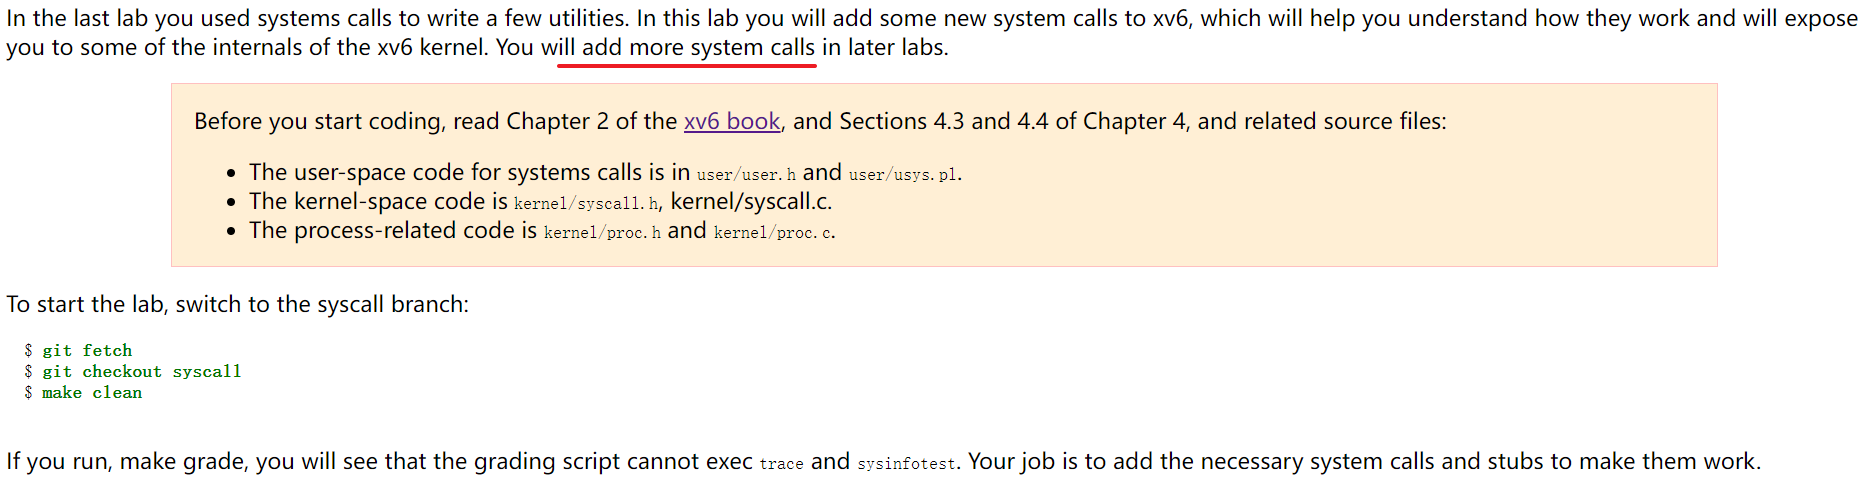 In the last lab you used systems calls to write a few utilities. In this lab you will add some new system calls to xv6, which will help you understand how they work and will expose
you to some of the internals of the xv6 kernel. You will add more system calls in later labs.
Before you start coding, read Chapter 2 of the xv6 book, and Sections 4.3 and 4.4 of Chapter 4, and related source files:
• The user-space code for systems calls is in user/user.h and user/usys.pl.
• The kernel-space code is kernel/syscall.h, kernel/syscall.c.
• The process-related code is kernel/proc.h and kernel/proc.c.
To start the lab, switch to the syscall branch:
$ git fetch
$ git checkout syscall
$ make clean
If you run, make grade, you will see that the grading script cannot exec trace and sysinfotest. Your job is to add the necessary system calls and stubs to make them work.